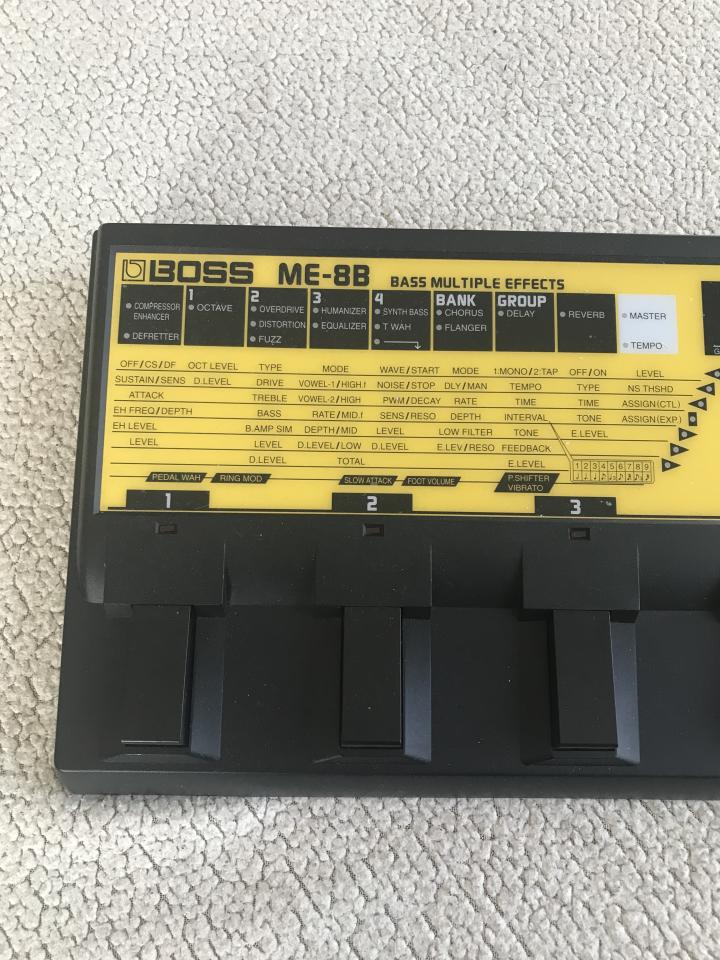 BOSS ME-8B BASS MULTIPLE EFFECTS
1 2 3 4 BANK GROUP
COMPRESSOR ENHANCER
DEFRETTER
OCTAVE
OVERDRIVE
DISTORTION
FUZZ
HUMANIZER
EQUALIZER
SYNTH BASS
T WAH
CHORUS
FLANGER
DELAY
REVERB
MASTER
TEMPO
OFF/CS/DF OCT LEVEL TYPE MODE WAVE/START MODE 1:MONO/2:TAP OFF/ON LEVEL
SUSTAIN/SENS D.LEVEL DRIVE VOWEL-1/HIGH.f NOISE/STOP DLY/MAN TEMPO TYPE NS THSHD
ATTACK TREBLE VOWEL-2/HIGH PWM/DECAY RATE TIME TIME ASSIGN(CTL)
EH FREQ/DEPTH BASS RATE/MID.f SENS/RESO DEPTH INTERVAL TONE ASSIGN(EXP.)
EH LEVEL B.AMP SIM DEPTH/MID LEVEL LOW FILTER TONE E.LEVEL
LEVEL LEVEL D.LEVEL/LOW D.LEVEL E.LEV/RESO FEEDBACK
D.LEVEL TOTAL E.LEVEL 1 2 3 4 5 6 7 8 9
PEDAL WAH RING MOD SLOW ATTACK FOOT VOLUME P.SHIFTER
VIBRATO
1 2 3